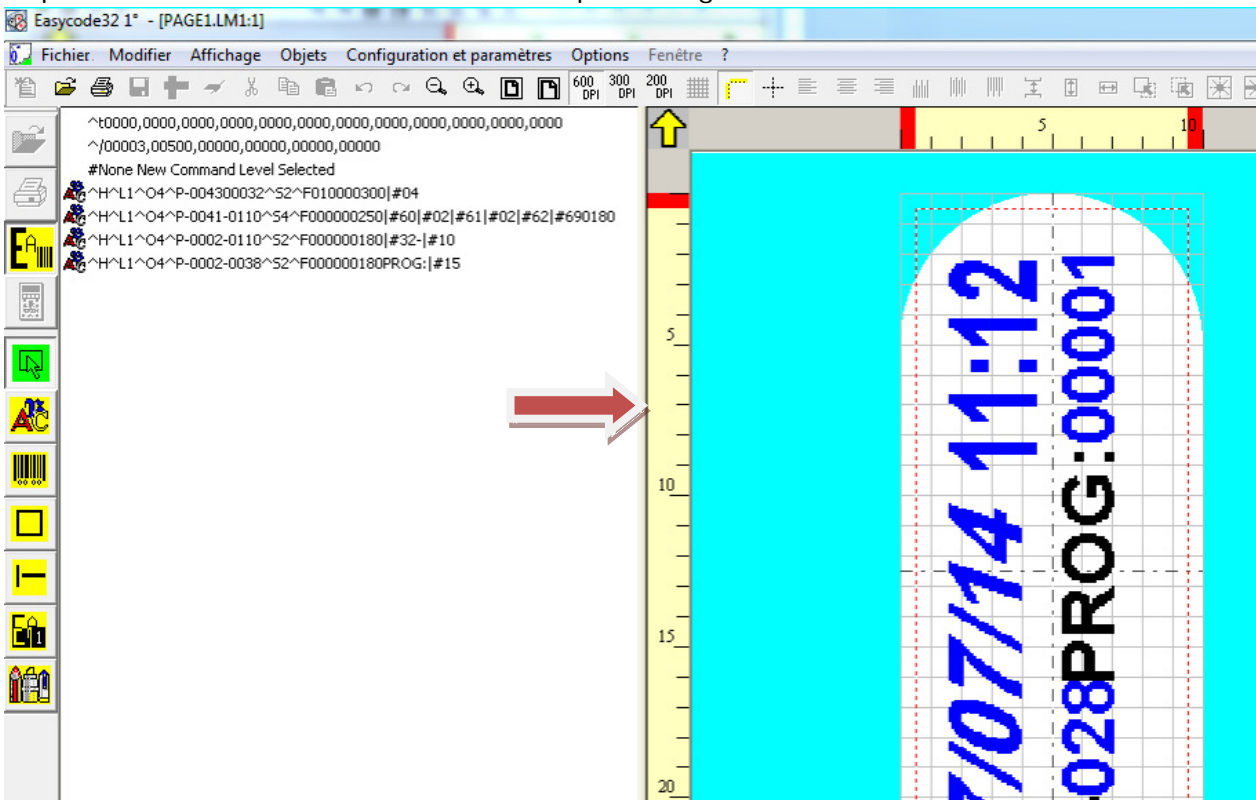 Easycode32 1° - [PAGE1.LM1:1]
Fichier Modifier Affichage Objets Configuration et paramètres Options Fenêtre ?
600 DPI 300 DPI 200 DPI
^t0000,0000,0000,0000,0000,0000,0000,0000,0000,0000,0000,0000
^/00003,00500,00000,00000,00000,00000
#None New Command Level Selected
^H^L1^O4^P-004300032^S2^F010000300|#04
^H^L1^O4^P-0041-0110^S4^F000000250|#60|#02|#61|#02|#62|#690180
^H^L1^O4^P-0002-0110^S2^F000000180|#32-|#10
^H^L1^O4^P-0002-0038^S2^F000000180PROG:|#15
5
10
5
10
15
20
7/07/14 11:12
028PROG:00001